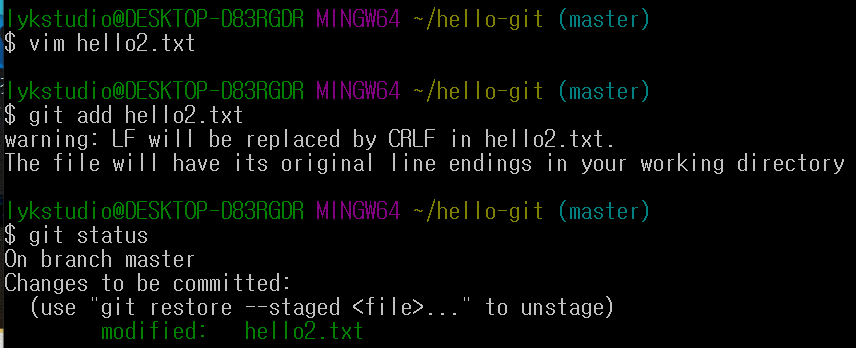 lykstudio@DESKTOP-D83RGDR MINGW64 ~/hello-git (master)
$ vim hello2.txt
lykstudio@DESKTOP-D83RGDR MINGW64 ~/hello-git (master)
$ git add hello2.txt
warning: LF will be replaced by CRLF in hello2.txt.
The file will have its original line endings in your working directory
lykstudio@DESKTOP-D83RGDR MINGW64 ~/hello-git (master)
$ git status
On branch master
Changes to be committed:
  (use "git restore --staged <file>..." to unstage)
        modified:   hello2.txt